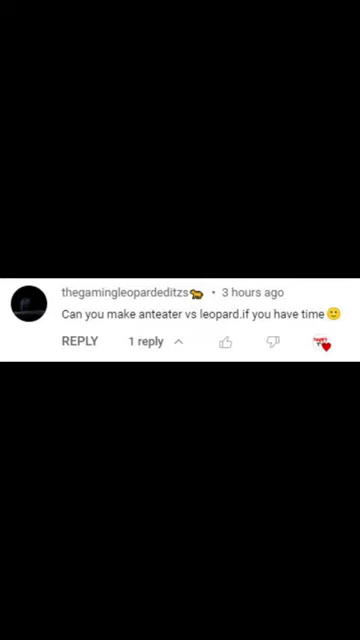 thegamingleopardeditzs🐆 • 3 hours ago
Can you make anteater vs leopard.if you have time🙂
REPLY 1 reply